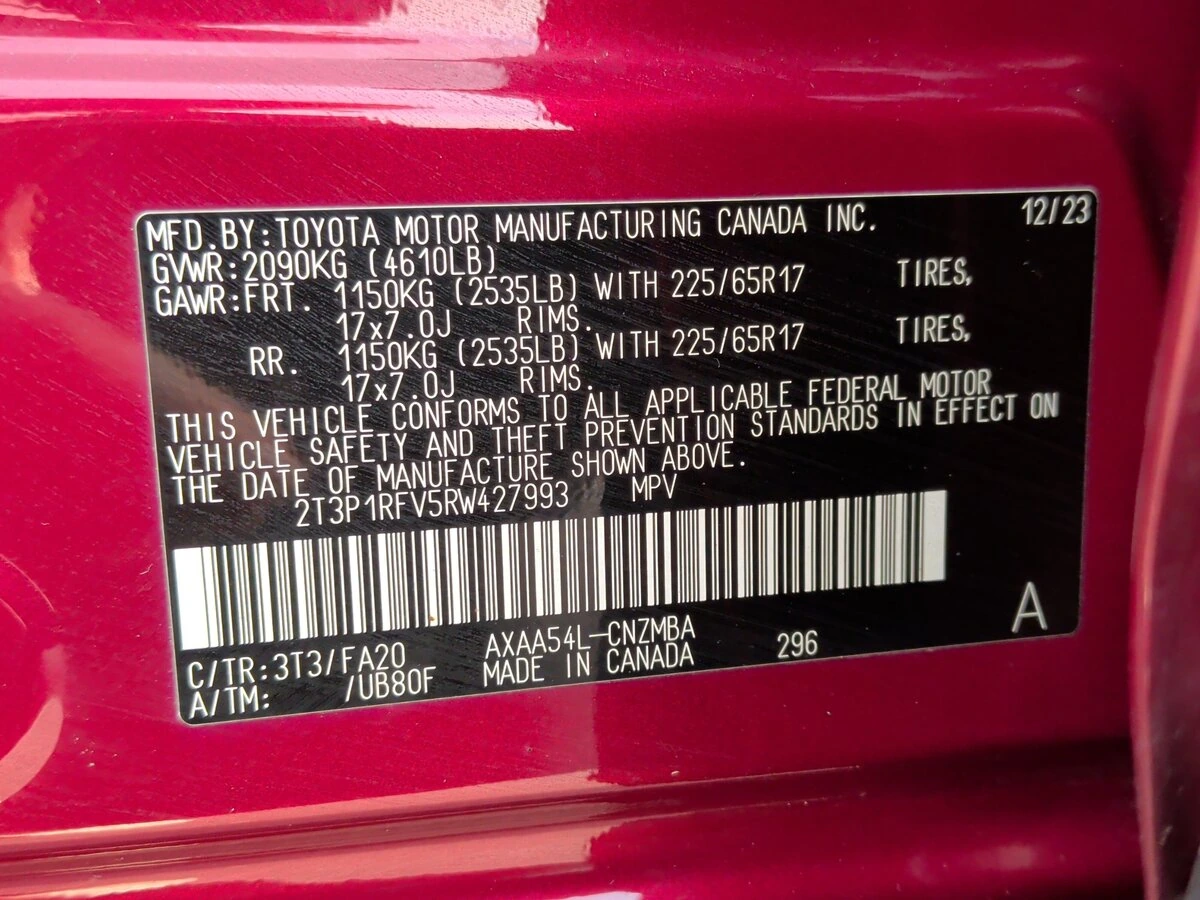 MFD.BY:TOYOTA MOTOR MANUFACTURING CANADA INC. 12/23
GVWR:2090KG (4610LB)
GAWR:FRT. 1150KG (2535LB) WITH 225/65R17 TIRES,
17x7.0J RIMS.
RR. 1150KG (2535LB) WITH 225/65R17 TIRES,
17x7.0J RIMS.
THIS VEHICLE CONFORMS TO ALL APPLICABLE FEDERAL MOTOR
VEHICLE SAFETY AND THEFT PREVENTION STANDARDS IN EFFECT ON
THE DATE OF MANUFACTURE SHOWN ABOVE.
2T3P1RFV5RW427993 MPV
A
C/TR:3T3/FA20 AXAA54L-CNZMBA 296
A/TM: /UB80F MADE IN CANADA